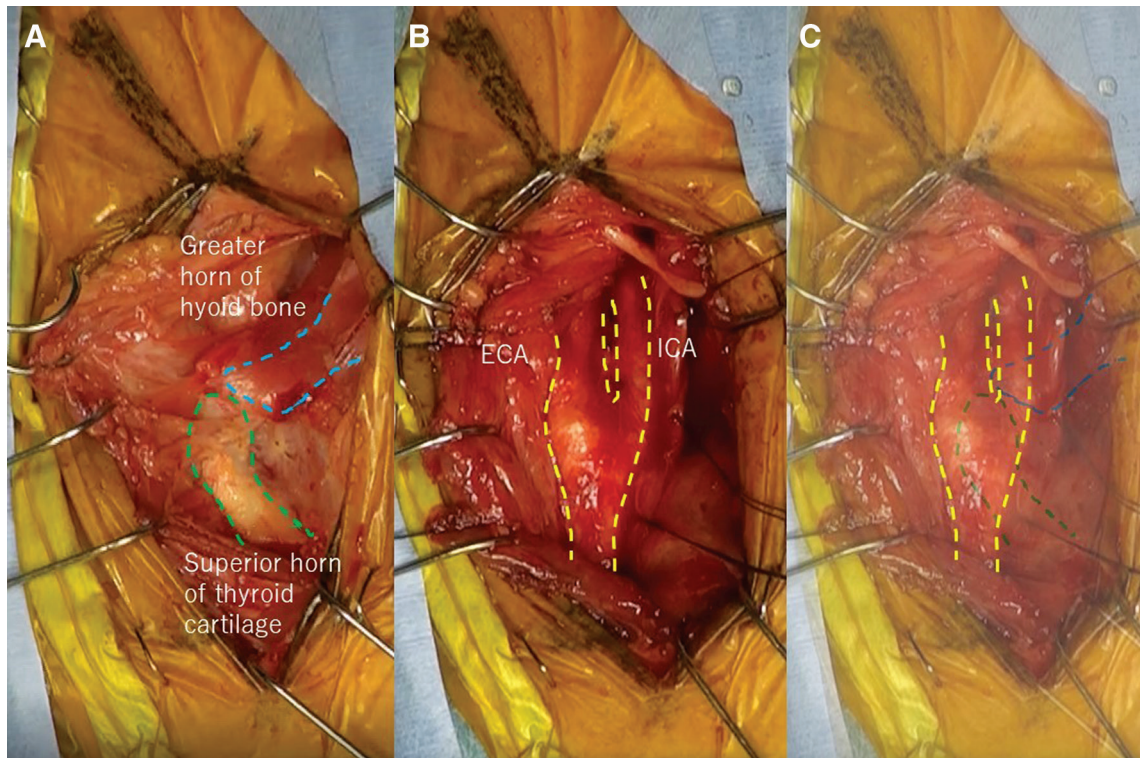 A
B
C
Greater
horn of
hyoid bone
ECA
ICA
Superior horn
of thyroid
cartilage